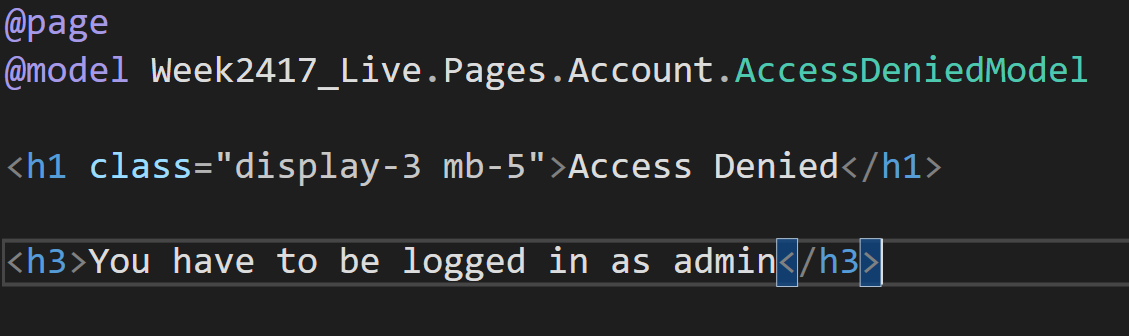 @page
@model Week2417_Live.Pages.Account.AccessDeniedModel
<h1 class="display-3 mb-5">Access Denied</h1>
<h3>You have to be logged in as admin</h3>